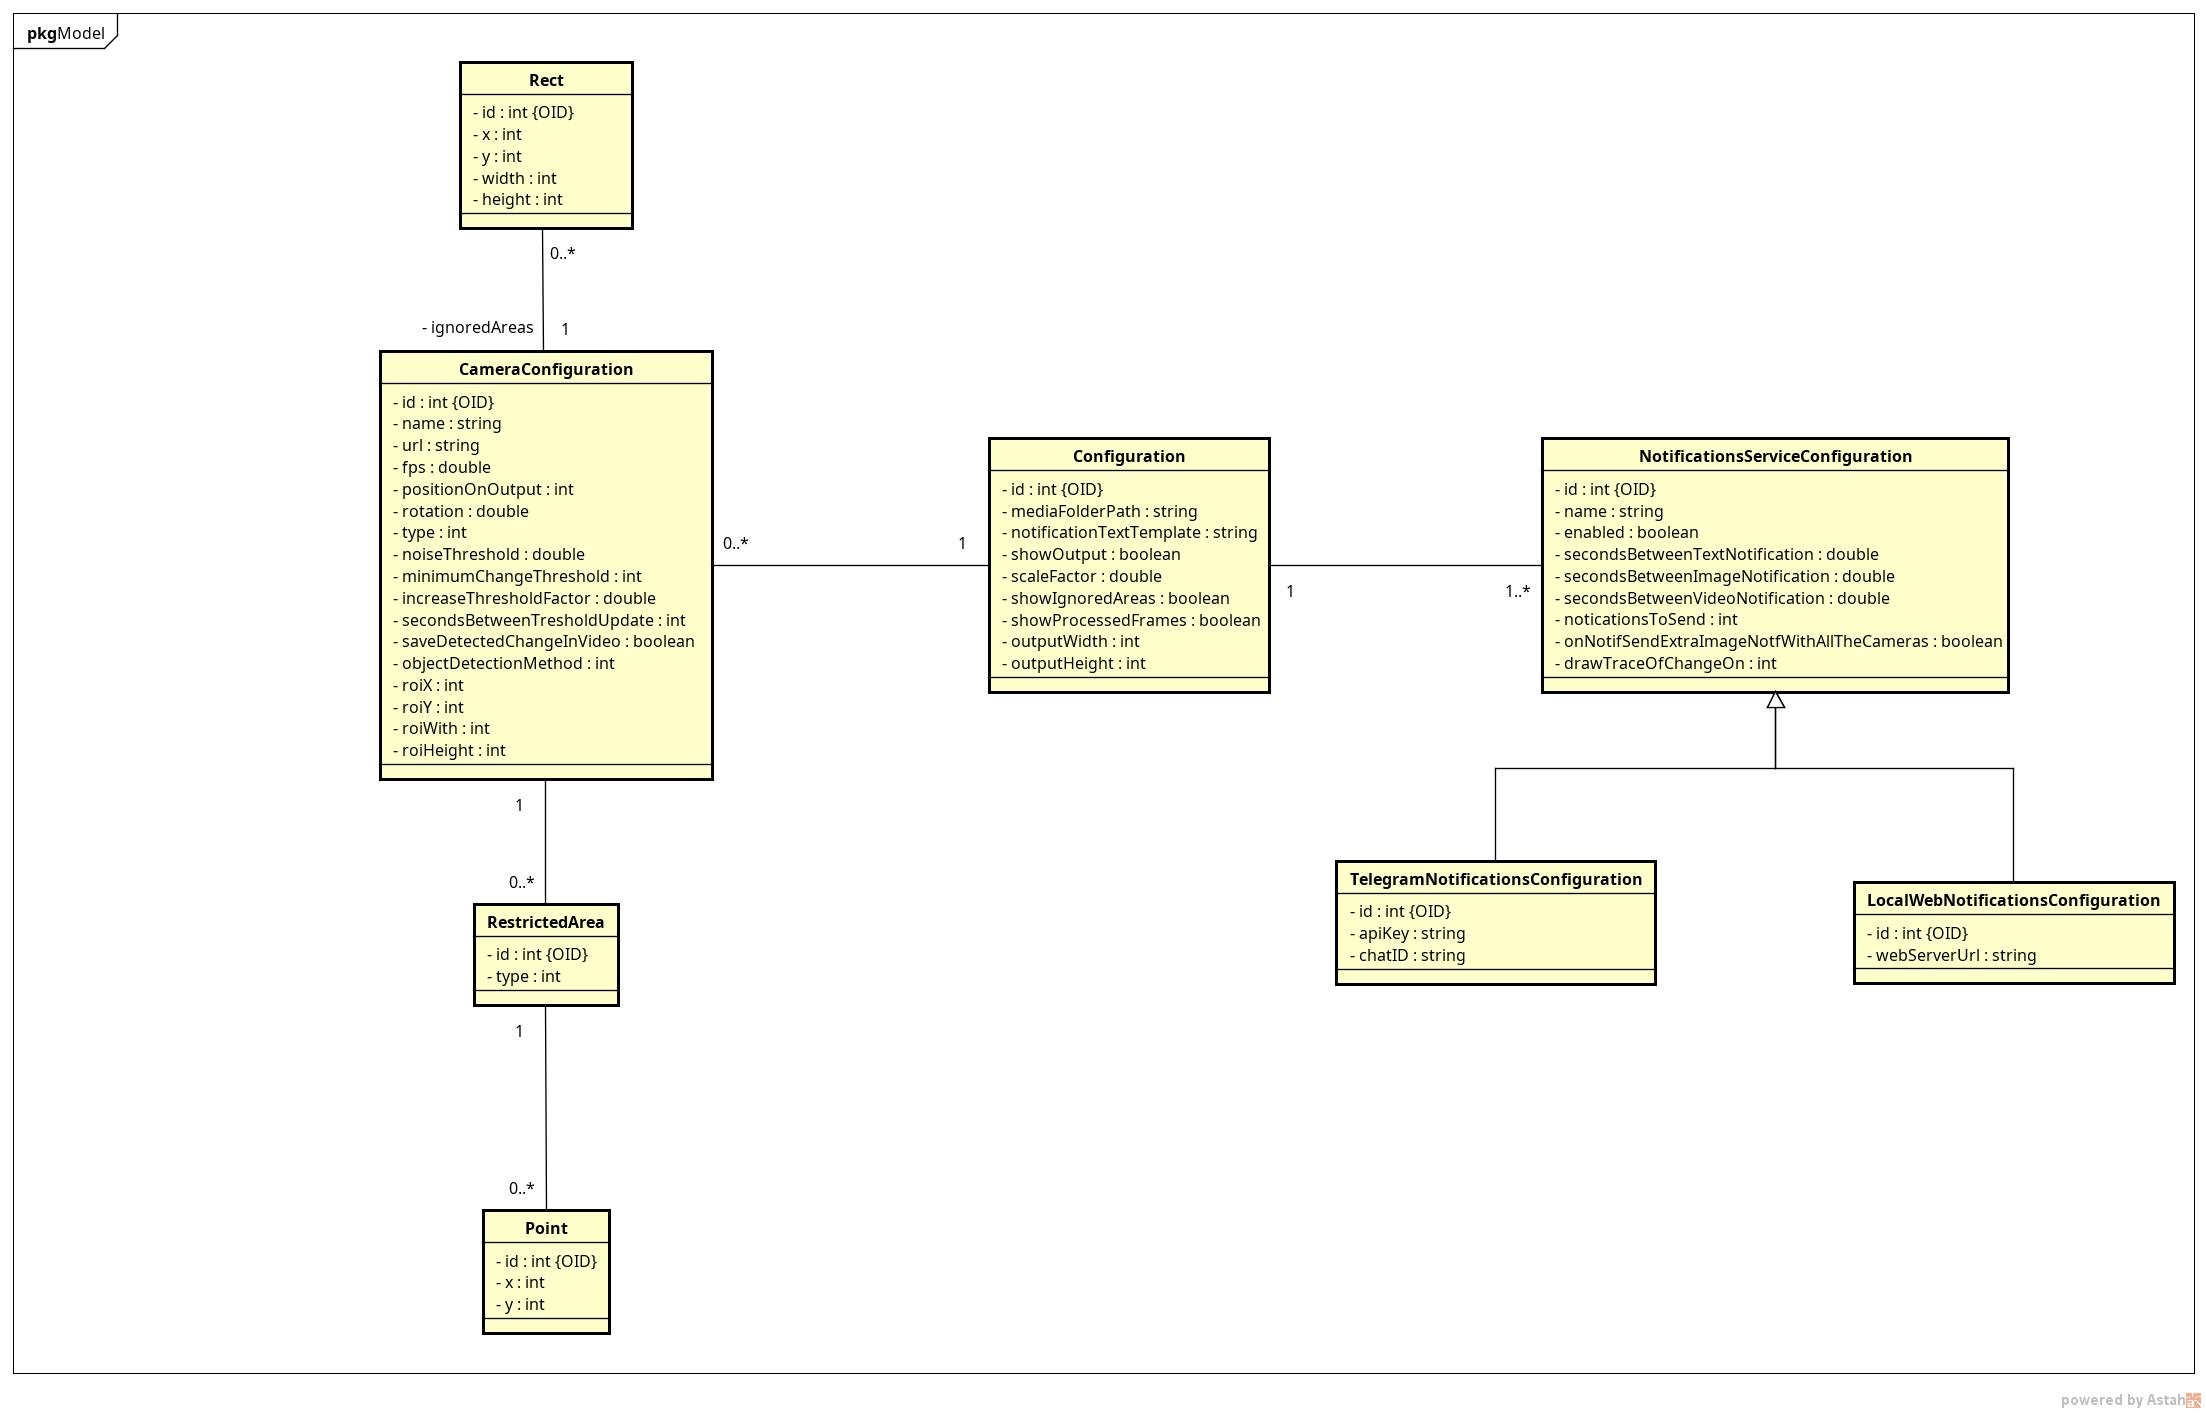 pkgModel
Rect
- id : int {OID}
- x : int
- y : int
- width : int
- height : int
0..*
- ignoredAreas
1
CameraConfiguration
- id : int {OID}
- name : string
- url : string
- fps : double
- positionOnOutput : int
- rotation : double
- type : int
- noiseThreshold : double
- minimumChangeThreshold : int
- increaseThresholdFactor : double
- secondsBetweenTresholdUpdate : int
- saveDetectedChangeInVideo : boolean
- objectDetectionMethod : int
- roiX : int
- roiY : int
- roiWith : int
- roiHeight : int
0..*
1
Configuration
- id : int {OID}
- mediaFolderPath : string
- notificationTextTemplate : string
- showOutput : boolean
- scaleFactor : double
- showIgnoredAreas : boolean
- showProcessedFrames : boolean
- outputWidth : int
- outputHeight : int
1
1..*
NotificationsServiceConfiguration
- id : int {OID}
- name : string
- enabled : boolean
- secondsBetweenTextNotification : double
- secondsBetweenImageNotification : double
- secondsBetweenVideoNotification : double
- noticationsToSend : int
- onNotifSendExtraImageNotfWithAllTheCameras : boolean
- drawTraceOfChangeOn : int
1
0..*
RestrictedArea
- id : int {OID}
- type : int
TelegramNotificationsConfiguration
- id : int {OID}
- apiKey : string
- chatID : string
LocalWebNotificationsConfiguration
- id : int {OID}
- webServerUrl : string
1
0..*
Point
- id : int {OID}
- x : int
- y : int
powered by Astah